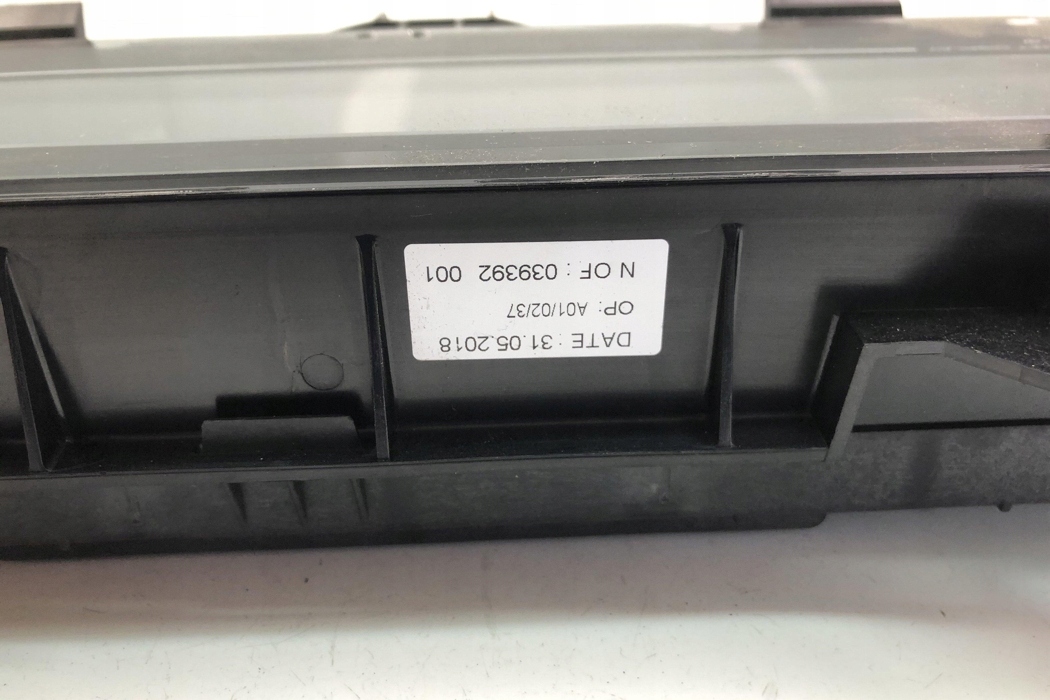 DATE : 31.05.2018
OP: A01/02/37
N OF : 039392 001